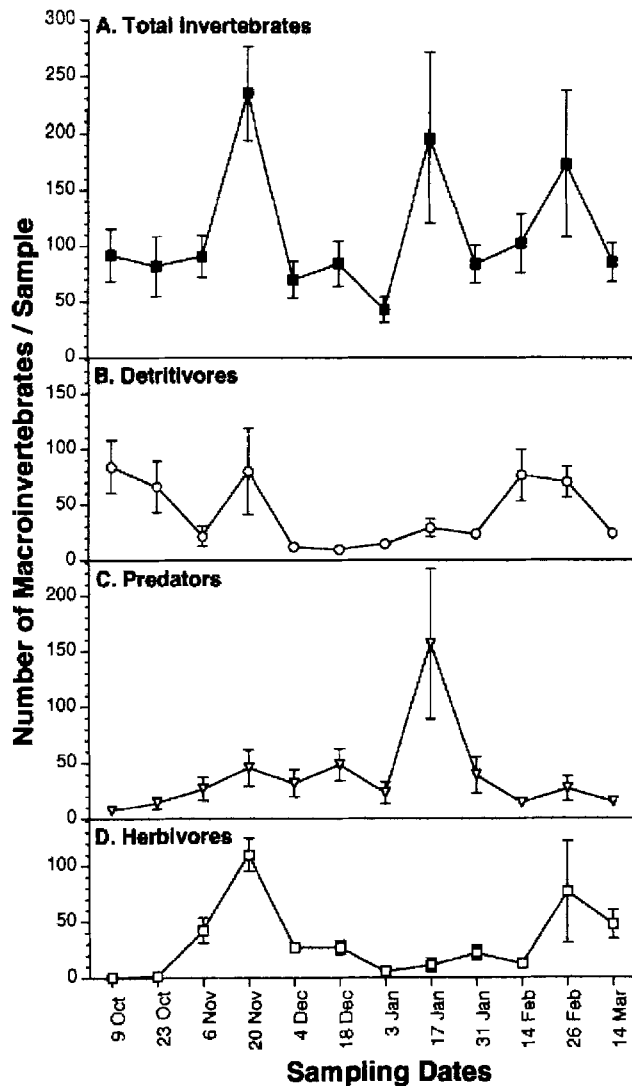 A. Total Invertebrates
300
250
200
150
100
50
0
B. Detritivores
150
100
50
0
C. Predators
200
150
100
50
0
D. Herbivores
100
50
0
Number of Macroinvertebrates / Sample
9 Oct
23 Oct
6 Nov
20 Nov
4 Dec
18 Dec
3 Jan
17 Jan
31 Jan
14 Feb
26 Feb
14 Mar
Sampling Dates